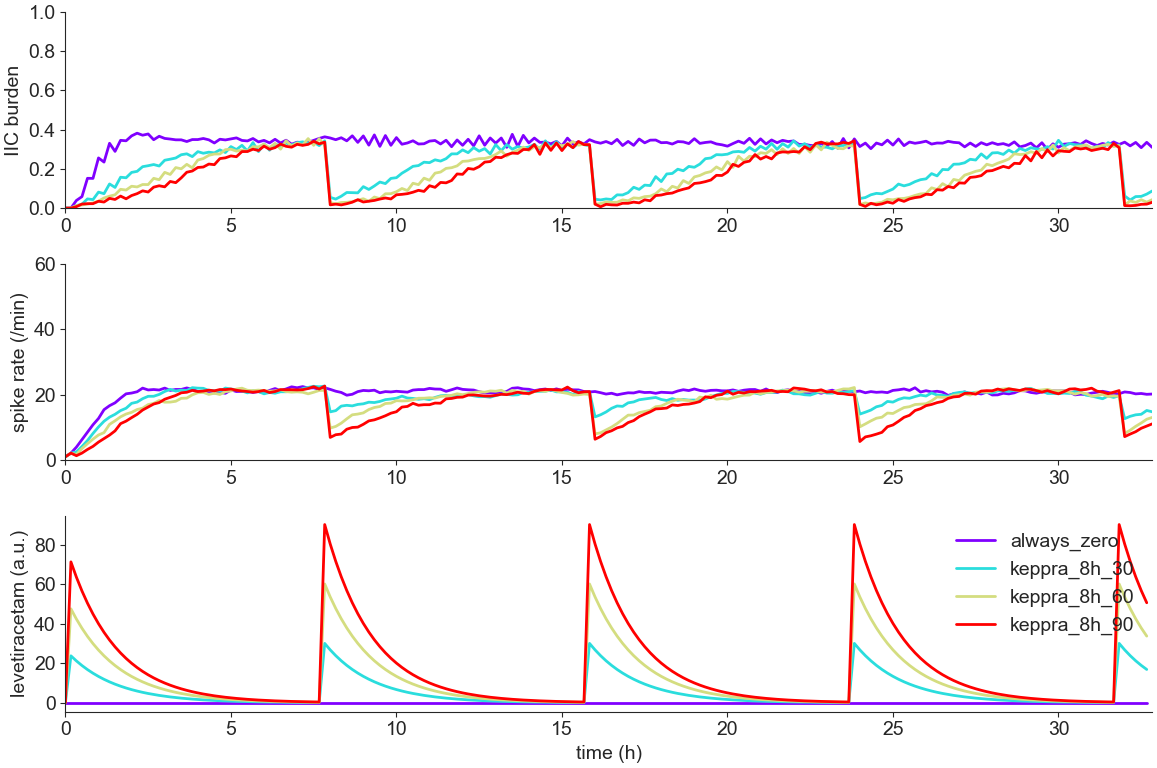 1.0
0.8
0.6
0.4
0.2
0.0
IIC burden
0 5 10 15 20 25 30
60
40
20
0
spike rate (/min)
0 5 10 15 20 25 30
80
60
40
20
0
levetiracetam (a.u.)
always_zero
keppra_8h_30
keppra_8h_60
keppra_8h_90
0 5 10 15 20 25 30
time (h)